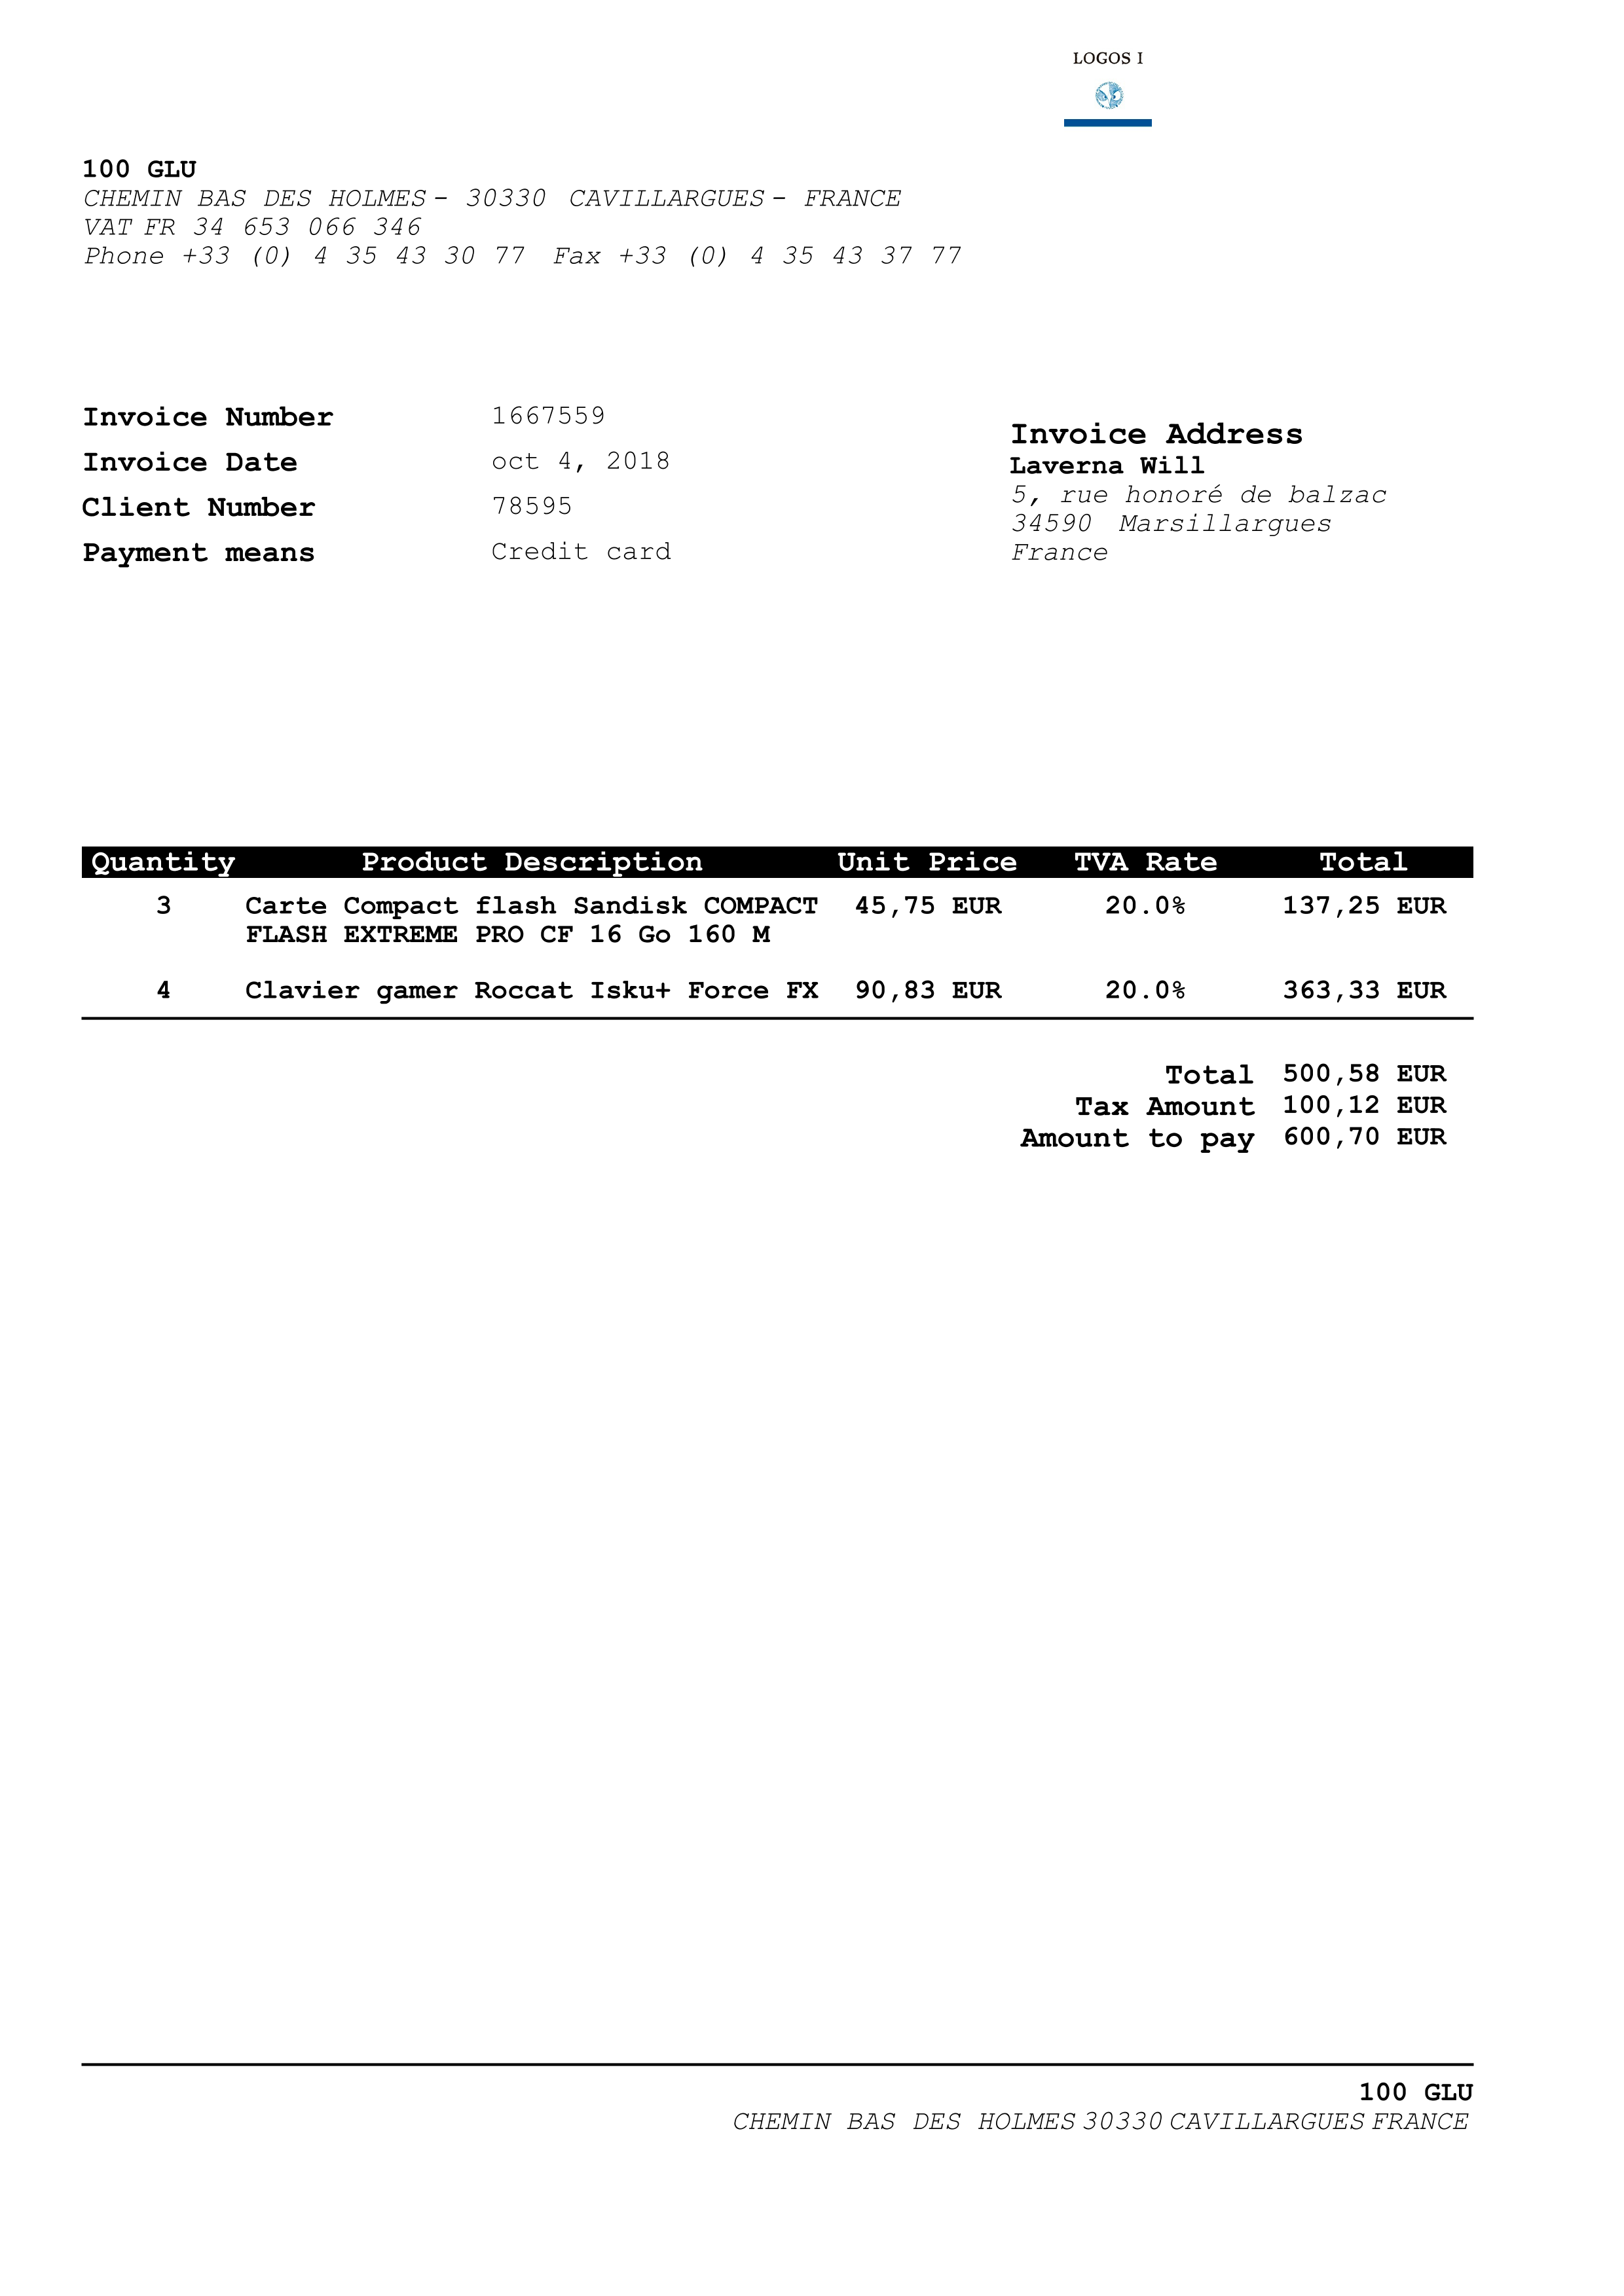 LOGOS I
100 GLU
CHEMIN BAS DES HOLMES - 30330 CAVILLARGUES - FRANCE
VAT FR 34 653 066 346
Phone +33 (0) 4 35 43 30 77 Fax +33 (0) 4 35 43 37 77
Invoice Number 1667559
Invoice Date oct 4, 2018
Client Number 78595
Payment means Credit card
Invoice Address
Laverna Will
5, rue honoré de balzac
34590 Marsillargues
France
Quantity Product Description Unit Price TVA Rate Total
3 Carte Compact flash Sandisk COMPACT 45,75 EUR 20.0% 137,25 EUR
FLASH EXTREME PRO CF 16 Go 160 M
4 Clavier gamer Roccat Isku+ Force FX 90,83 EUR 20.0% 363,33 EUR
Total 500,58 EUR
Tax Amount 100,12 EUR
Amount to pay 600,70 EUR
100 GLU
CHEMIN BAS DES HOLMES 30330 CAVILLARGUES FRANCE